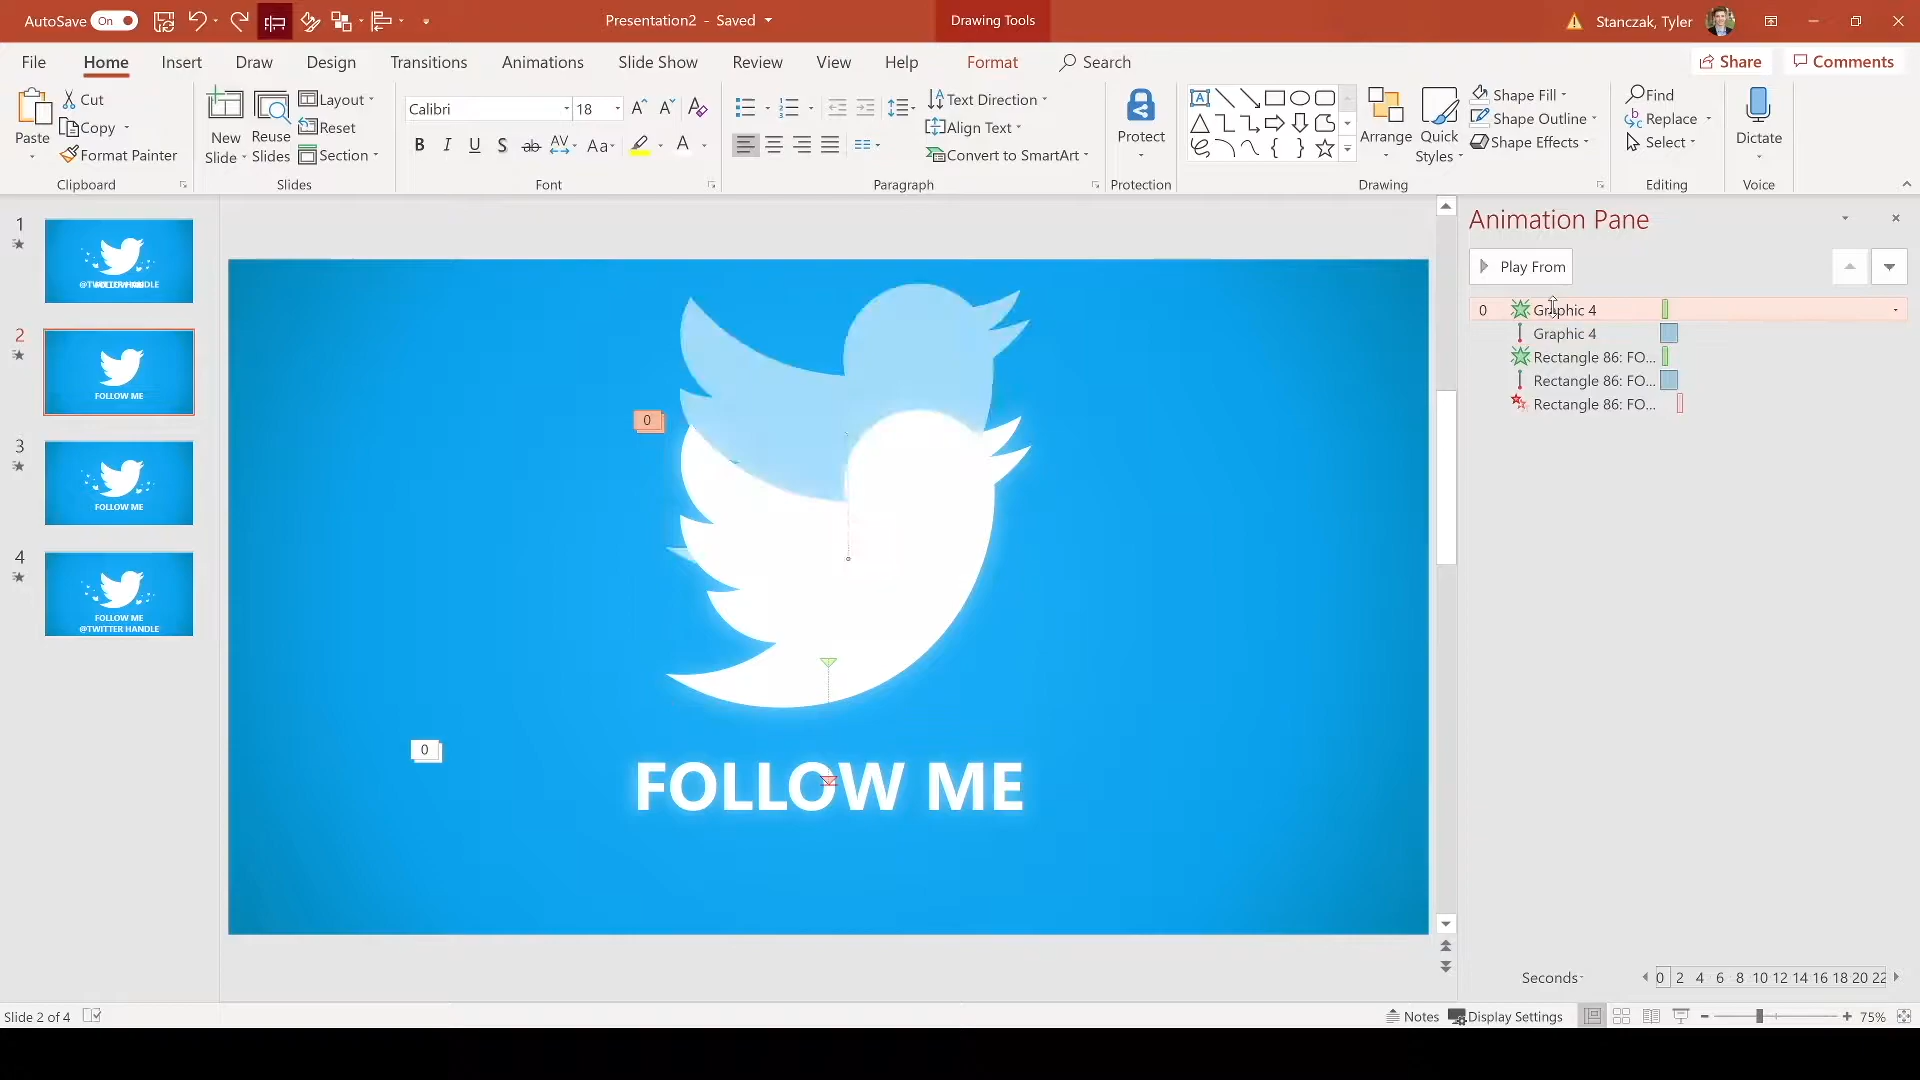 AutoSave On Presentation2 - Saved Drawing Tools Stanczak, Tyler
File Home Insert Draw Design Transitions Animations Slide Show Review View Help Format Search Share Comments
Paste
Cut
Copy
Format Painter
Clipboard
New Slide
Reuse Slides
Layout
Reset
Section
Slides
Calibri 18
B I U S ab AV Aa A
Font
Text Direction
Align Text
Convert to SmartArt
Paragraph
Protect
Protection
Arrange
Quick Styles
Shape Fill
Shape Outline
Shape Effects
Drawing
Find
Replace
Select
Editing
Dictate
Voice
1
2
FOLLOW ME
3
FOLLOW ME
4
FOLLOW ME
@TWITTER HANDLE
0
0
FOLLOW ME
Animation Pane
Play From
0 Graphic 4
Graphic 4
Rectangle 86: FO...
Rectangle 86: FO...
Rectangle 86: FO...
Seconds 0 2 4 6 8 10 12 14 16 18 20 22
Slide 2 of 4 Notes Display Settings 75%